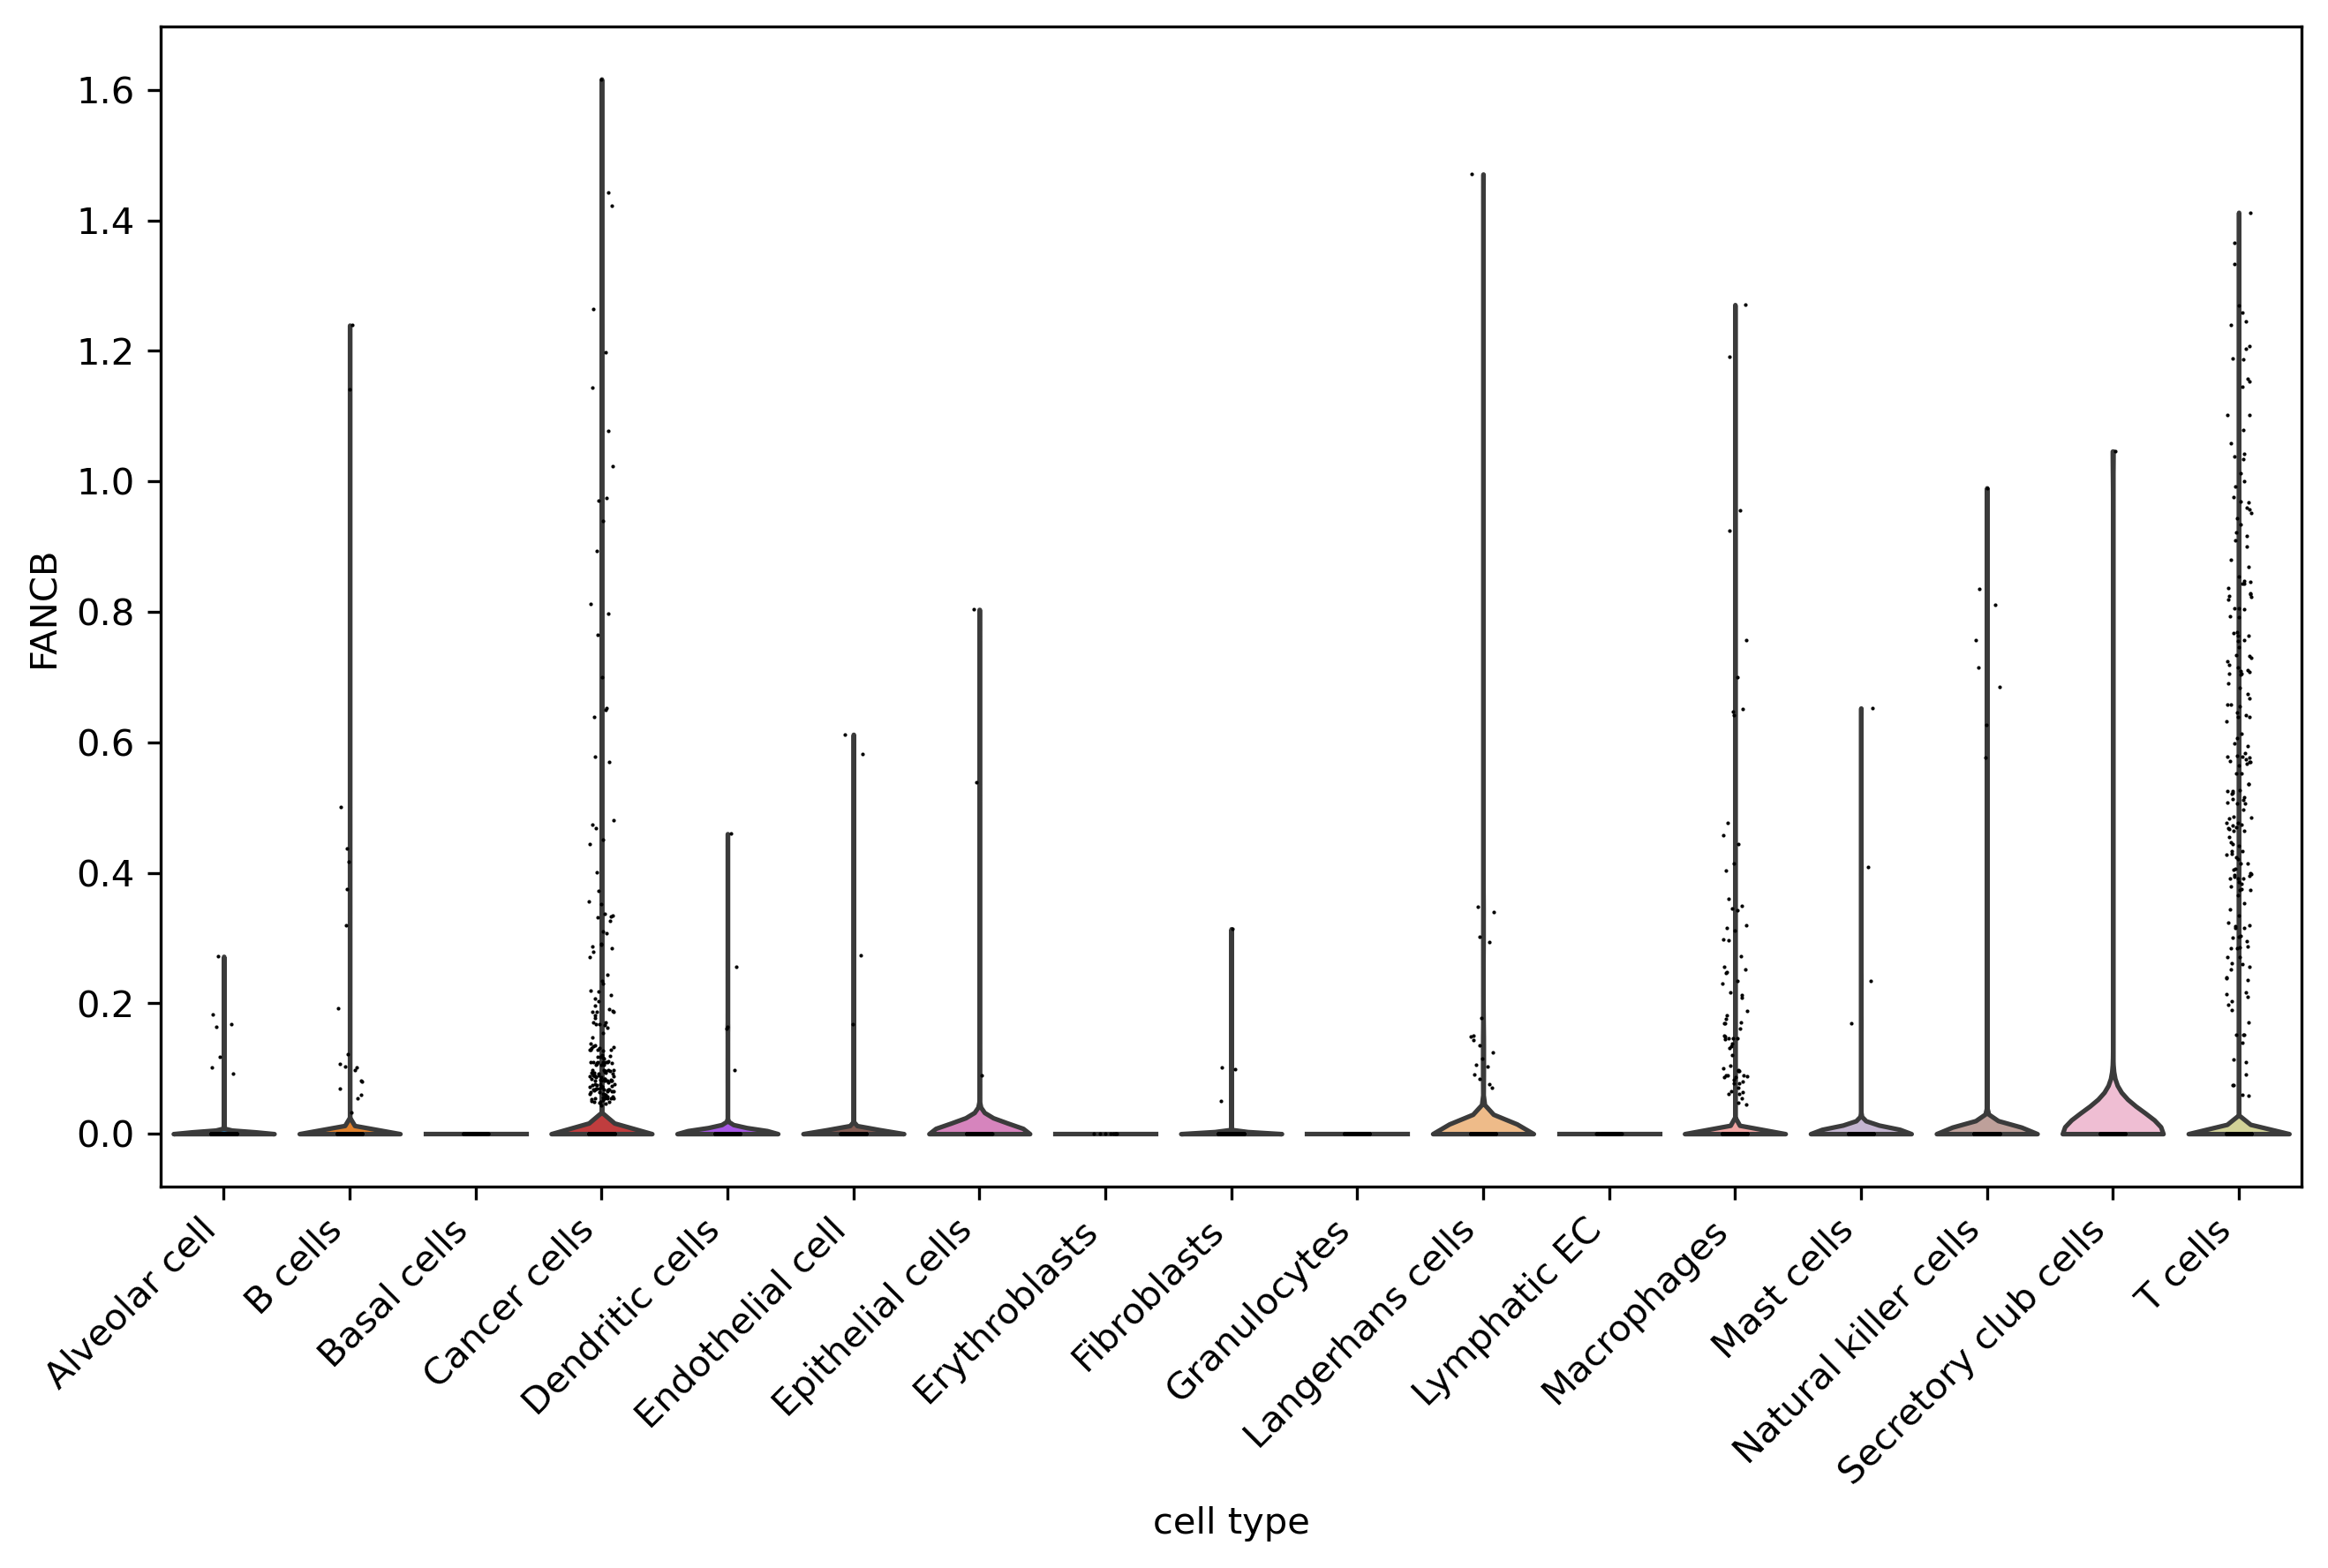 1.6
1.4
1.2
1.0
0.8
0.6
0.4
0.2
0.0
FANCB
Alveolar cell
B cells
Basal cells
Cancer cells
Dendritic cells
Endothelial cell
Epithelial cells
Erythroblasts
Fibroblasts
Granulocytes
Langerhans cells
Lymphatic EC
Macrophages
Mast cells
Natural killer cells
Secretory club cells
T cells
cell type